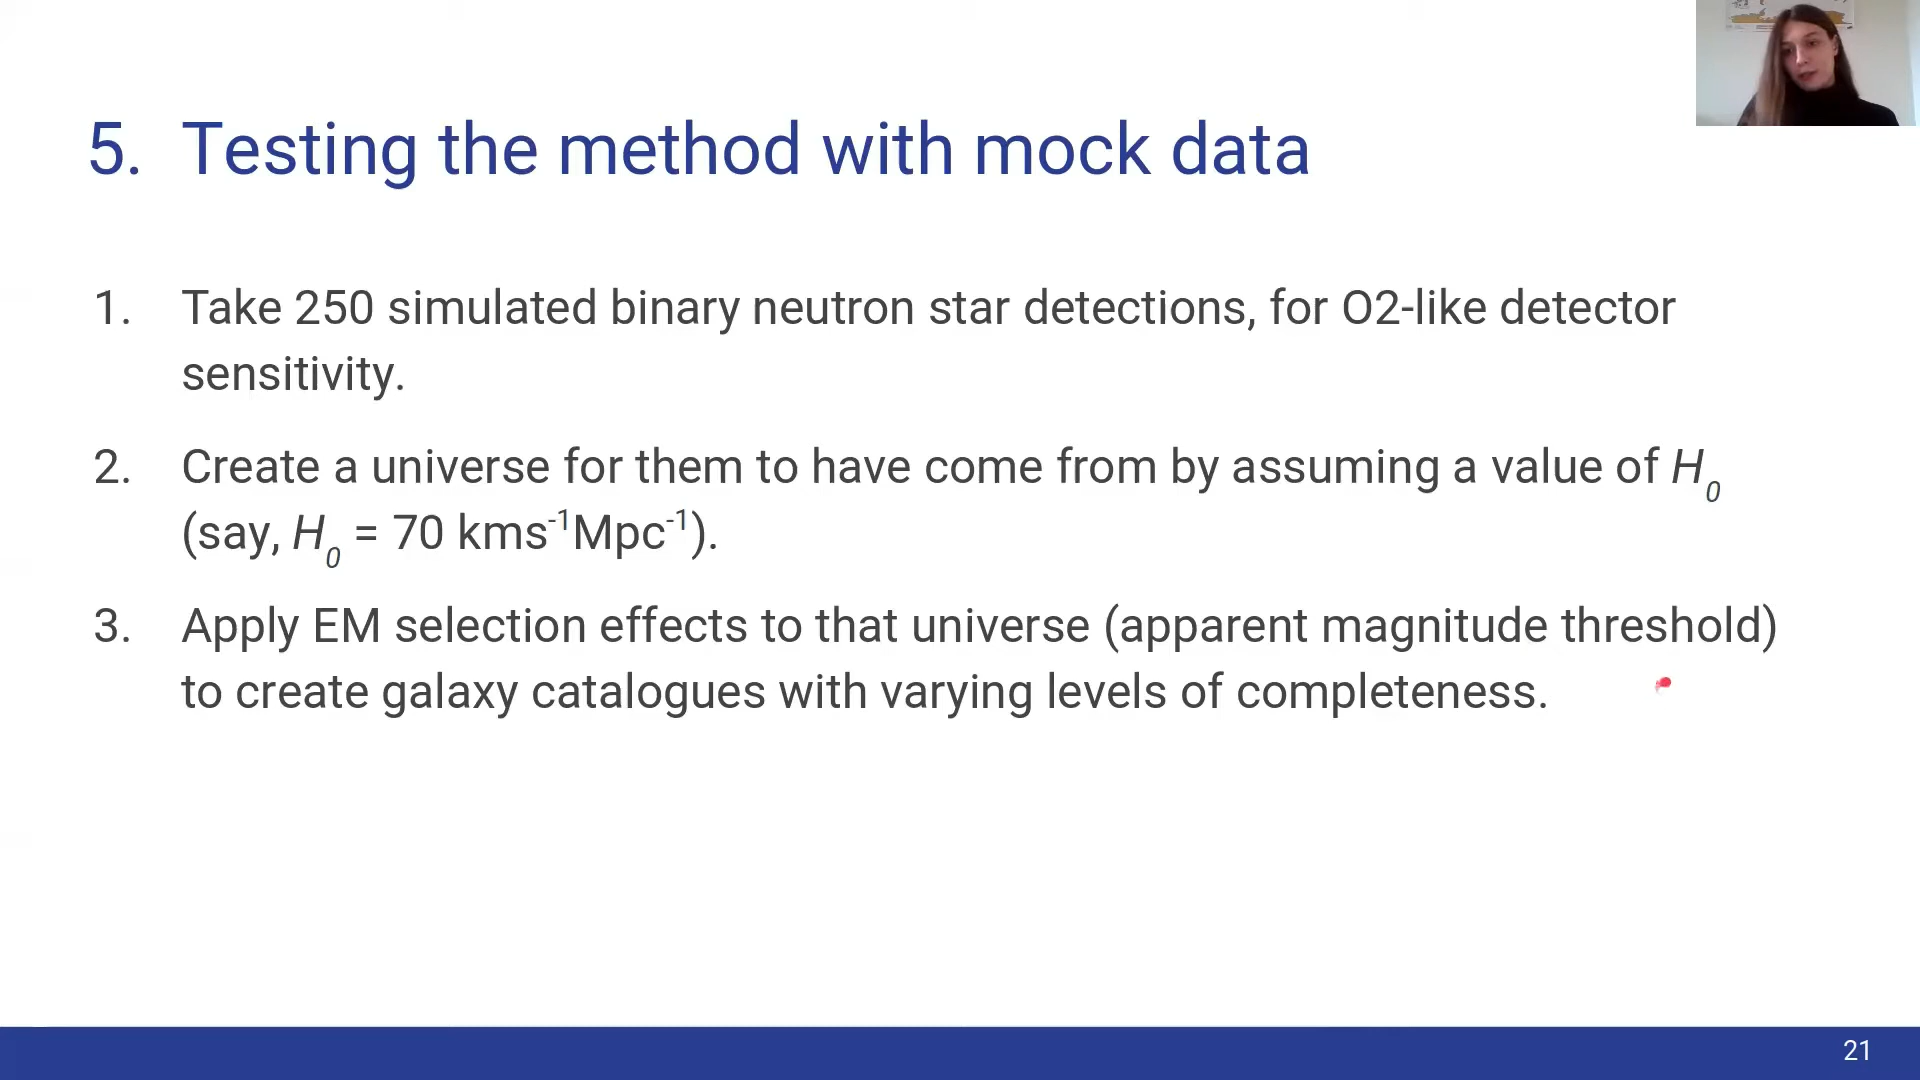 5. Testing the method with mock data
1. Take 250 simulated binary neutron star detections, for O2-like detector
sensitivity.
2. Create a universe for them to have come from by assuming a value of H₀
(say, H₀ = 70 kms⁻¹Mpc⁻¹).
3. Apply EM selection effects to that universe (apparent magnitude threshold)
to create galaxy catalogues with varying levels of completeness.
21